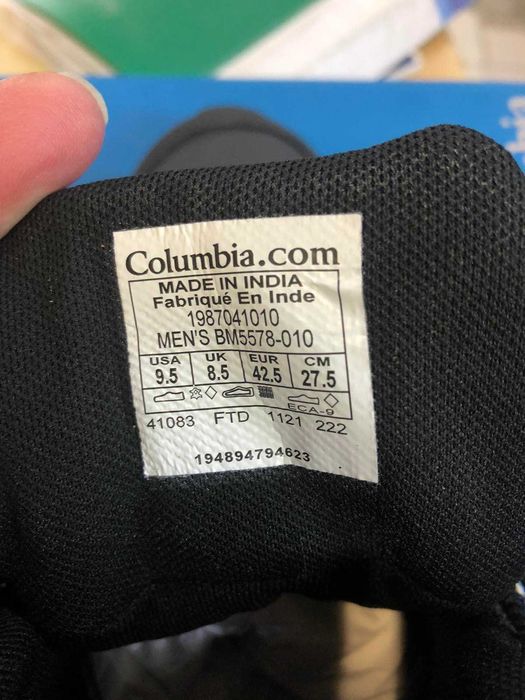 Columbia.com
MADE IN INDIA
Fabriqué En Inde
1987041010
MEN'S BM5578-010
USA UK EUR CM
9.5 8.5 42.5 27.5
ECA-9
41083 FTD 1121 222
194894794623